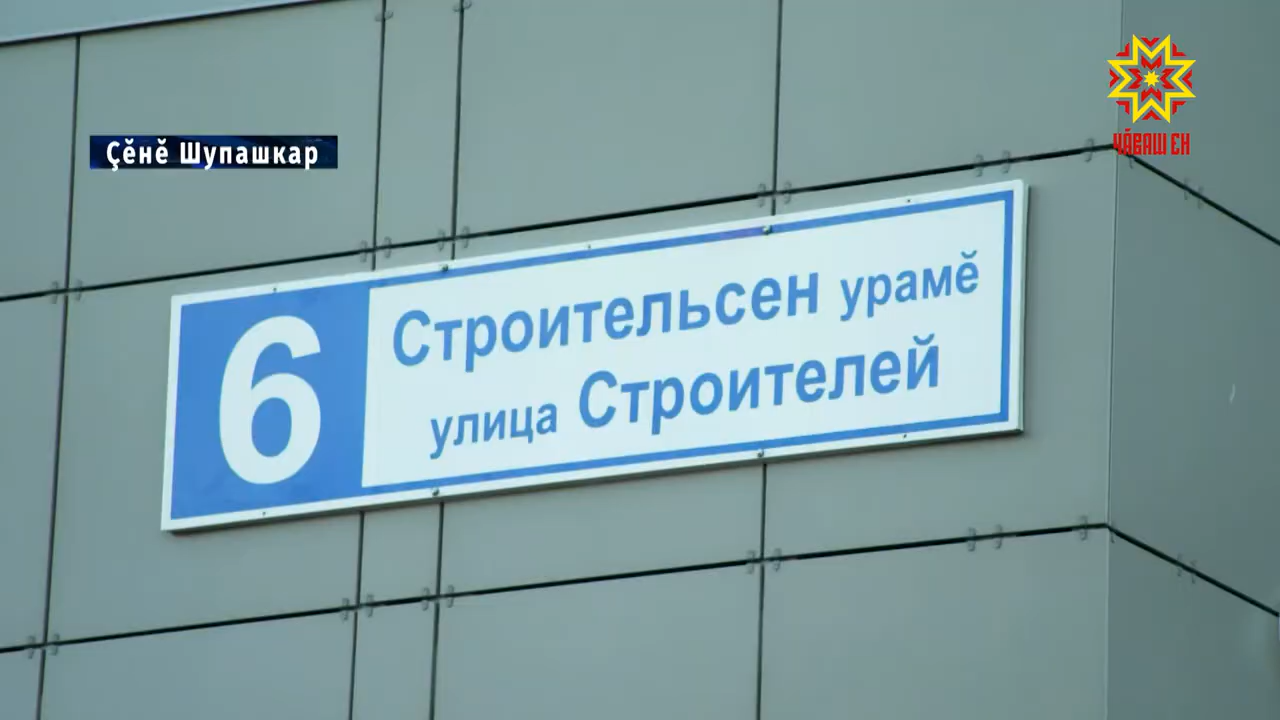 Ҫӗнӗ Шупашкар
ЧӐВАШ ЕН
6
Строительсен урамӗ
улица Строителей